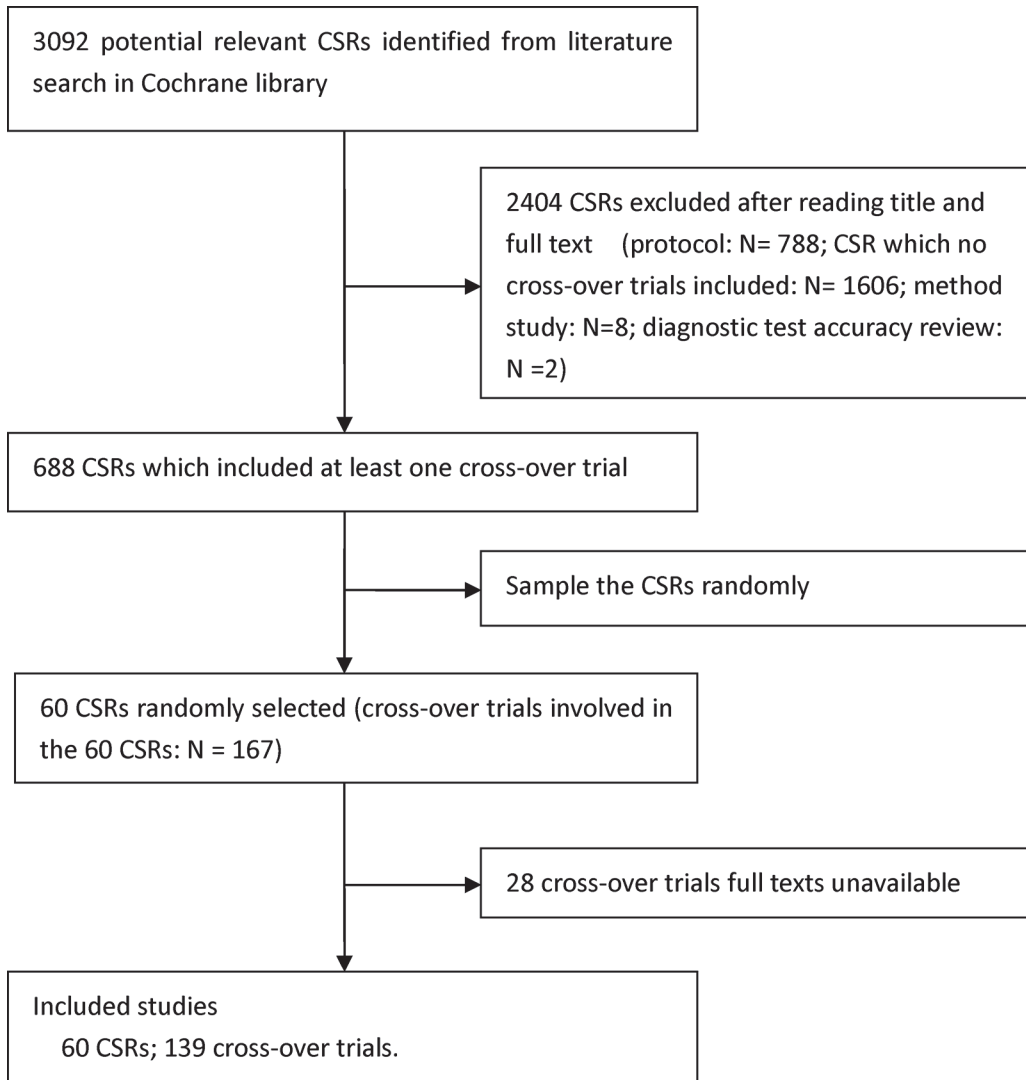 3092 potential relevant CSRs identified from literature
search in Cochrane library
2404 CSRs excluded after reading title and
full text (protocol: N= 788; CSR which no
cross-over trials included: N= 1606; method
study: N=8; diagnostic test accuracy review:
N =2)
688 CSRs which included at least one cross-over trial
Sample the CSRs randomly
60 CSRs randomly selected (cross-over trials involved in
the 60 CSRs: N = 167)
28 cross-over trials full texts unavailable
Included studies
60 CSRs; 139 cross-over trials.